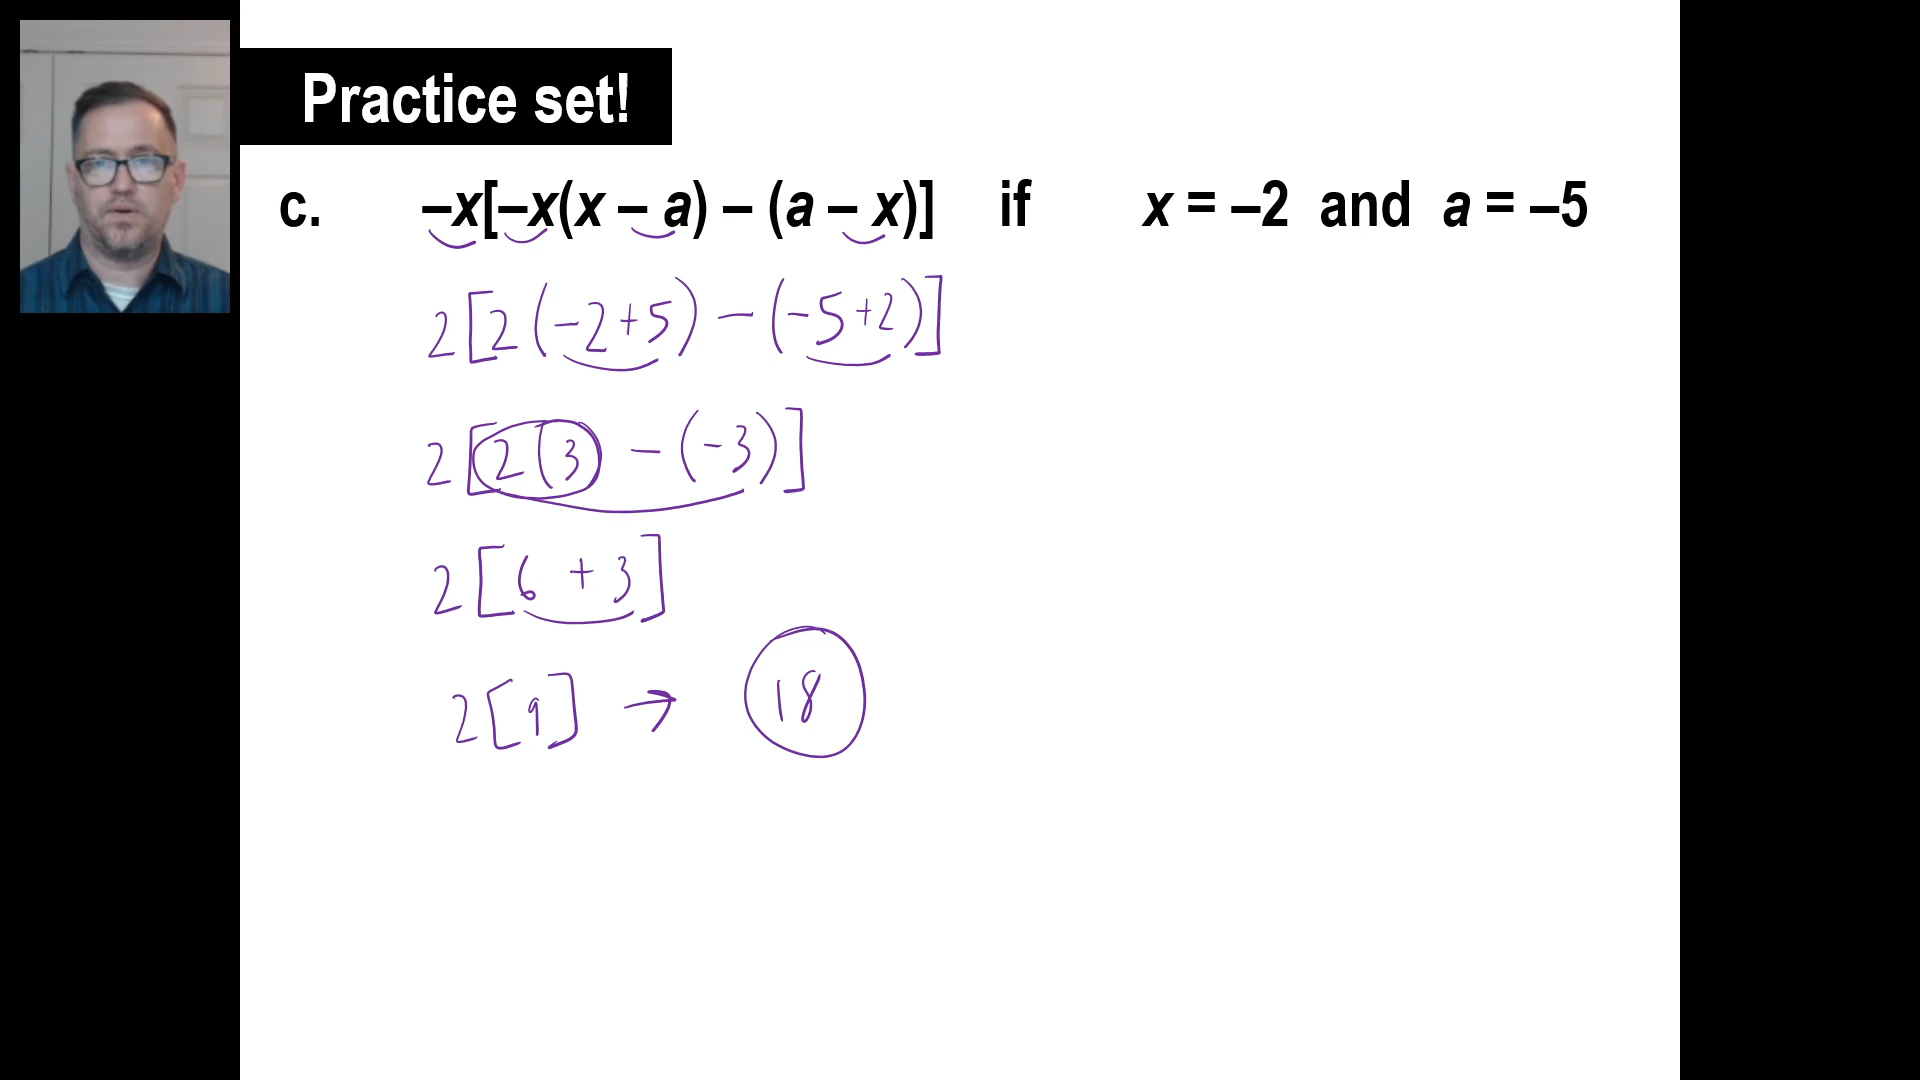 Practice set!
c. –x[–x(x – a) – (a – x)] if x = –2 and a = –5
2[2(-2+5) - (-5+2)]
2[2(3) - (-3)]
2[6 + 3]
2[9] → 18